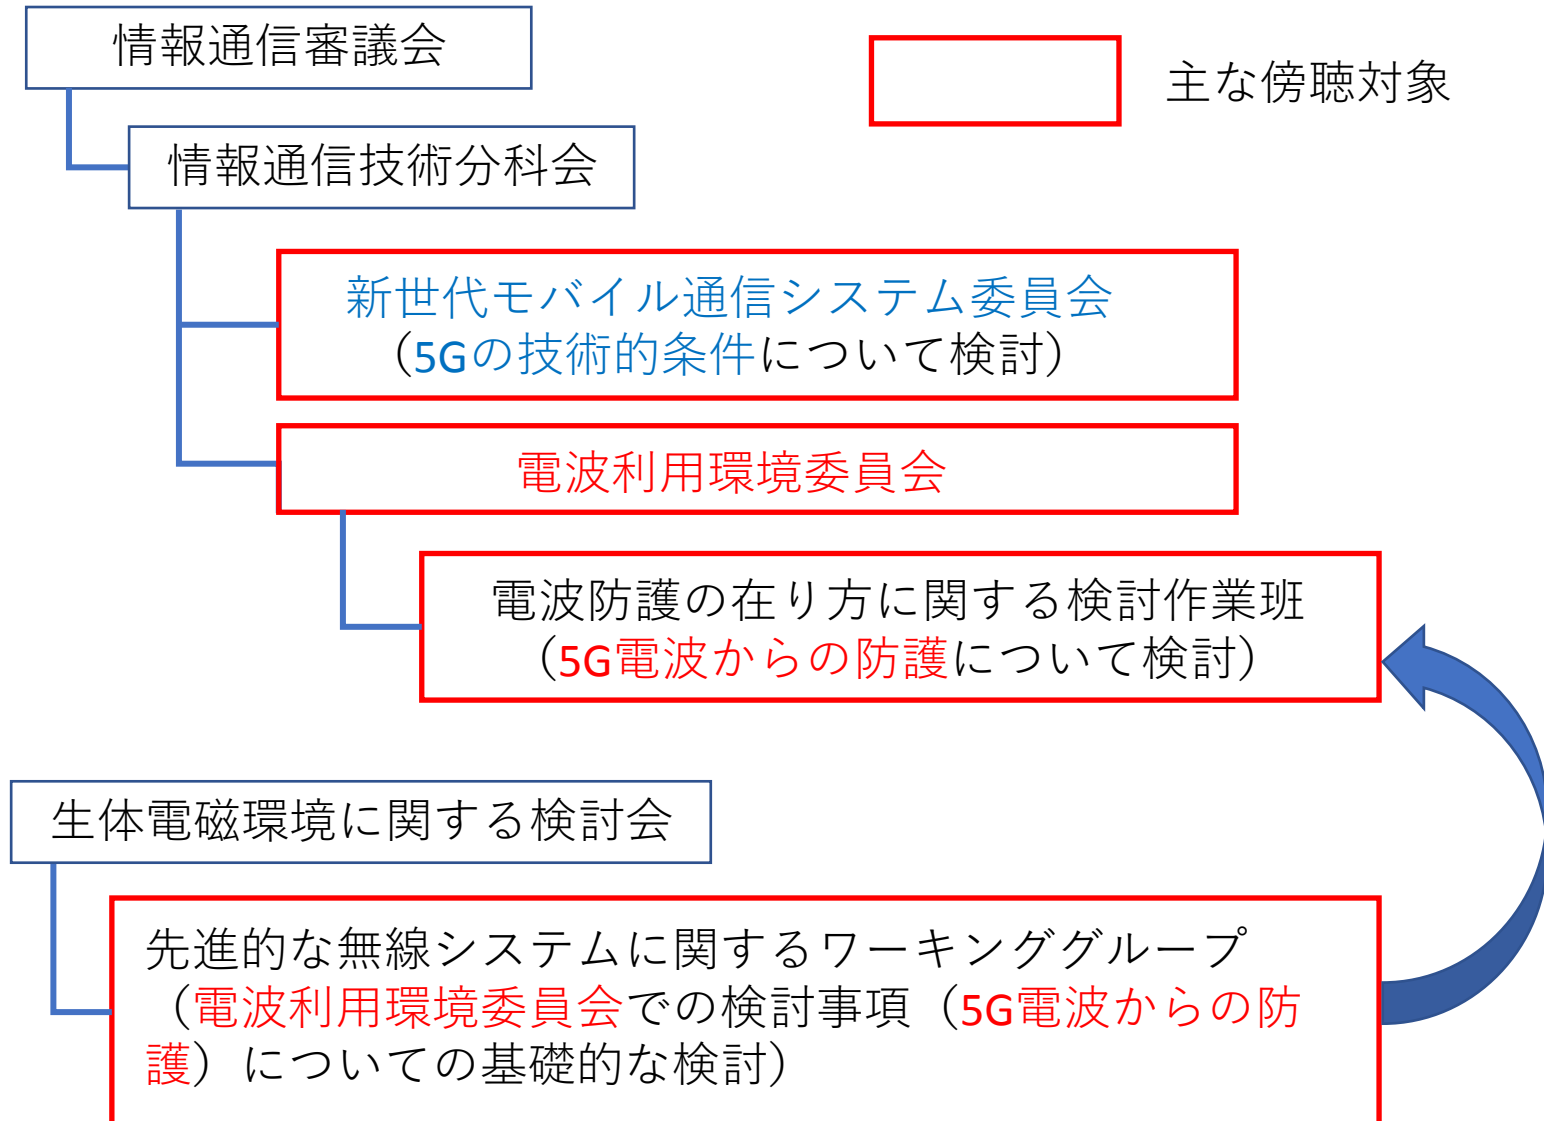 情報通信審議会
主な傍聴対象
情報通信技術分科会
新世代モバイル通信システム委員会
（5Gの技術的条件について検討）
電波利用環境委員会
電波防護の在り方に関する検討作業班
（5G電波からの防護について検討）
生体電磁環境に関する検討会
先進的な無線システムに関するワーキンググループ
（電波利用環境委員会での検討事項（5G電波からの防
護）についての基礎的な検討）